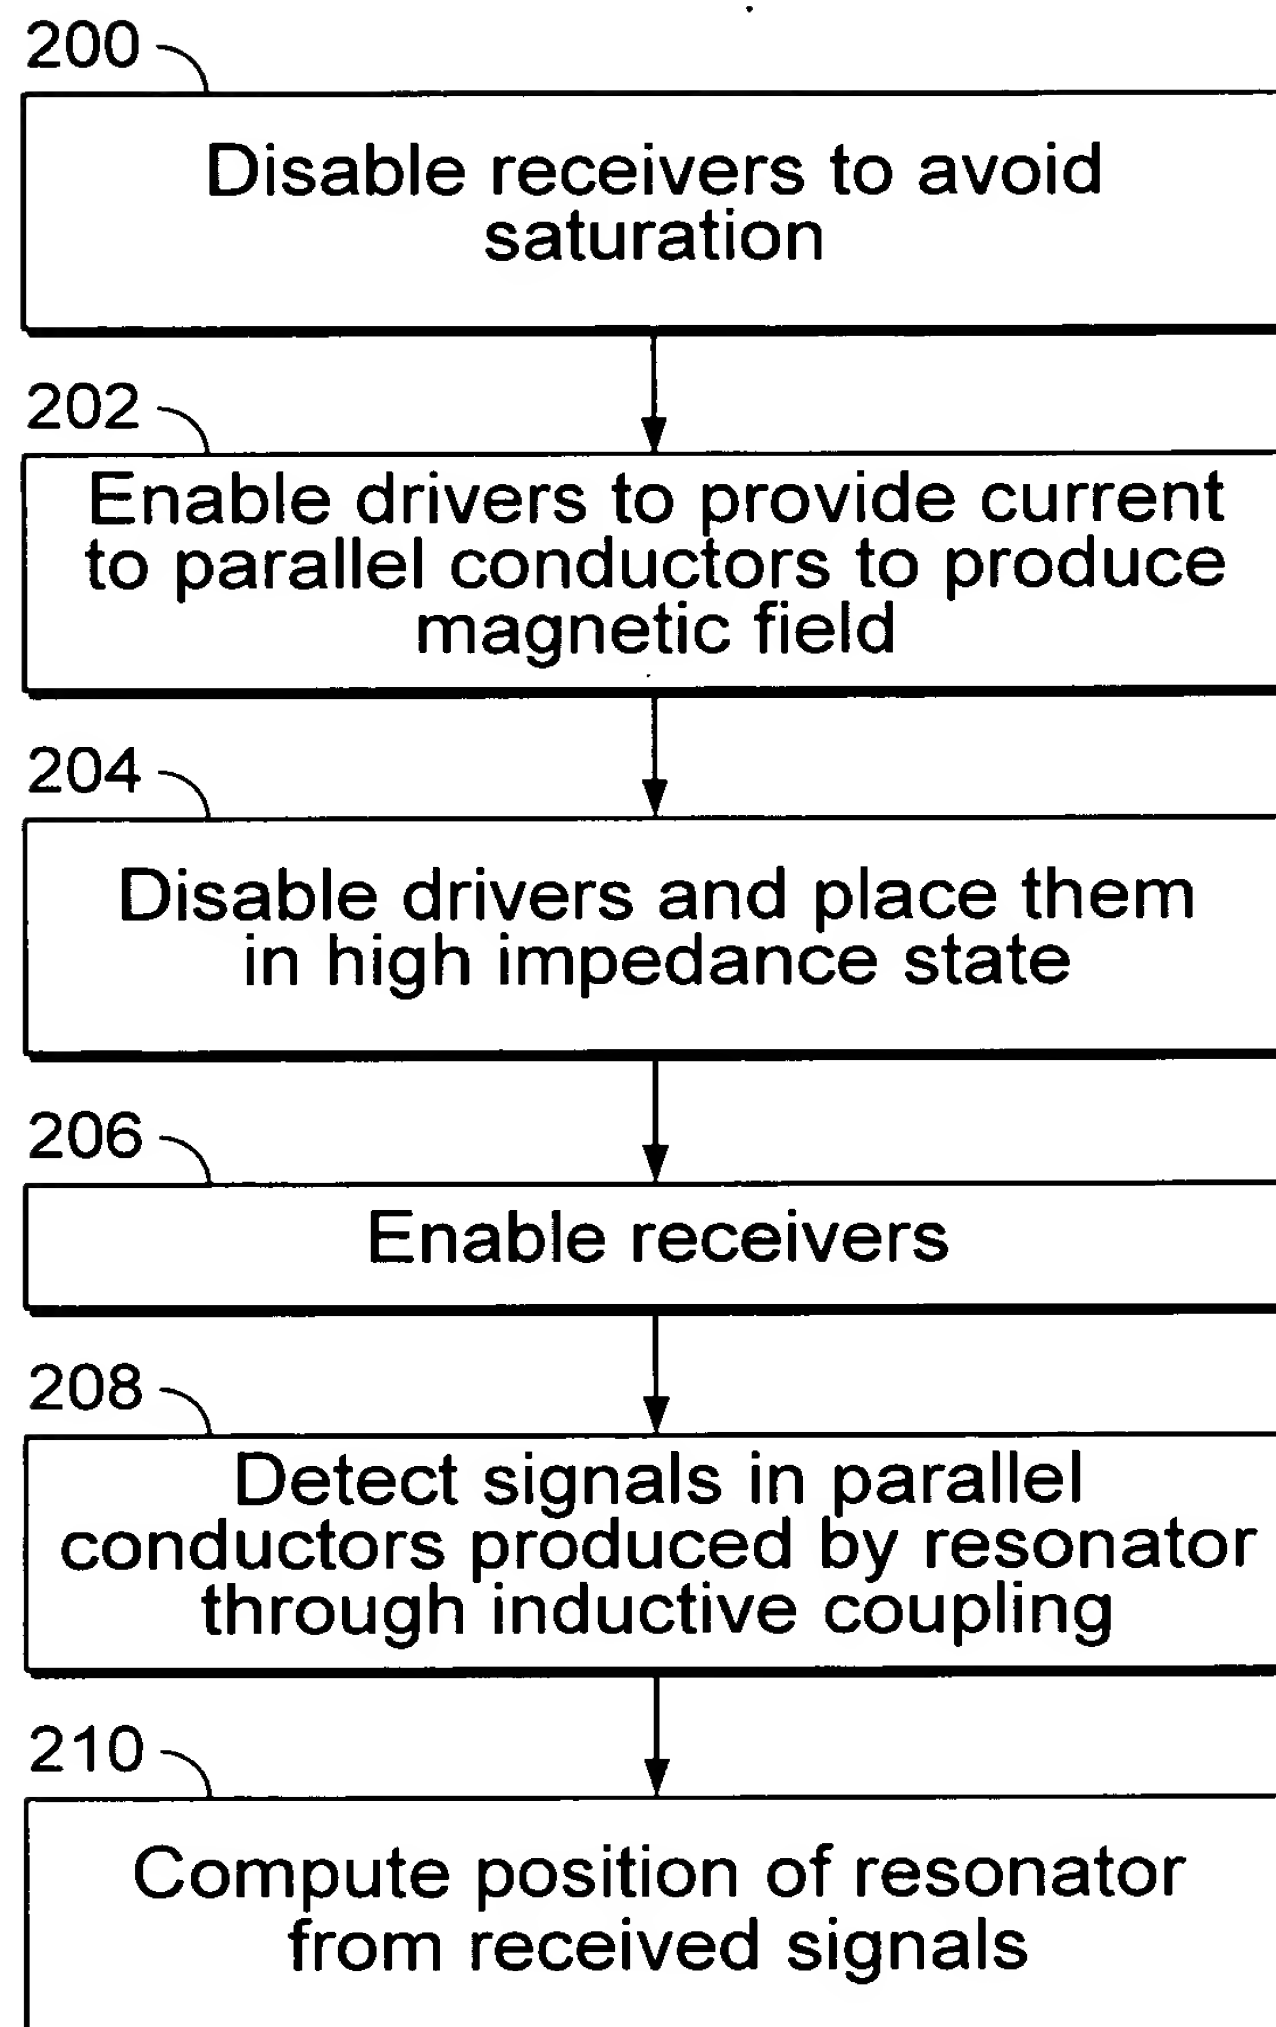 200
Disable receivers to avoid
saturation
202
Enable drivers to provide current
to parallel conductors to produce
magnetic field
204
Disable drivers and place them
in high impedance state
206
Enable receivers
208
Detect signals in parallel
conductors produced by resonator
through inductive coupling
210
Compute position of resonator
from received signals